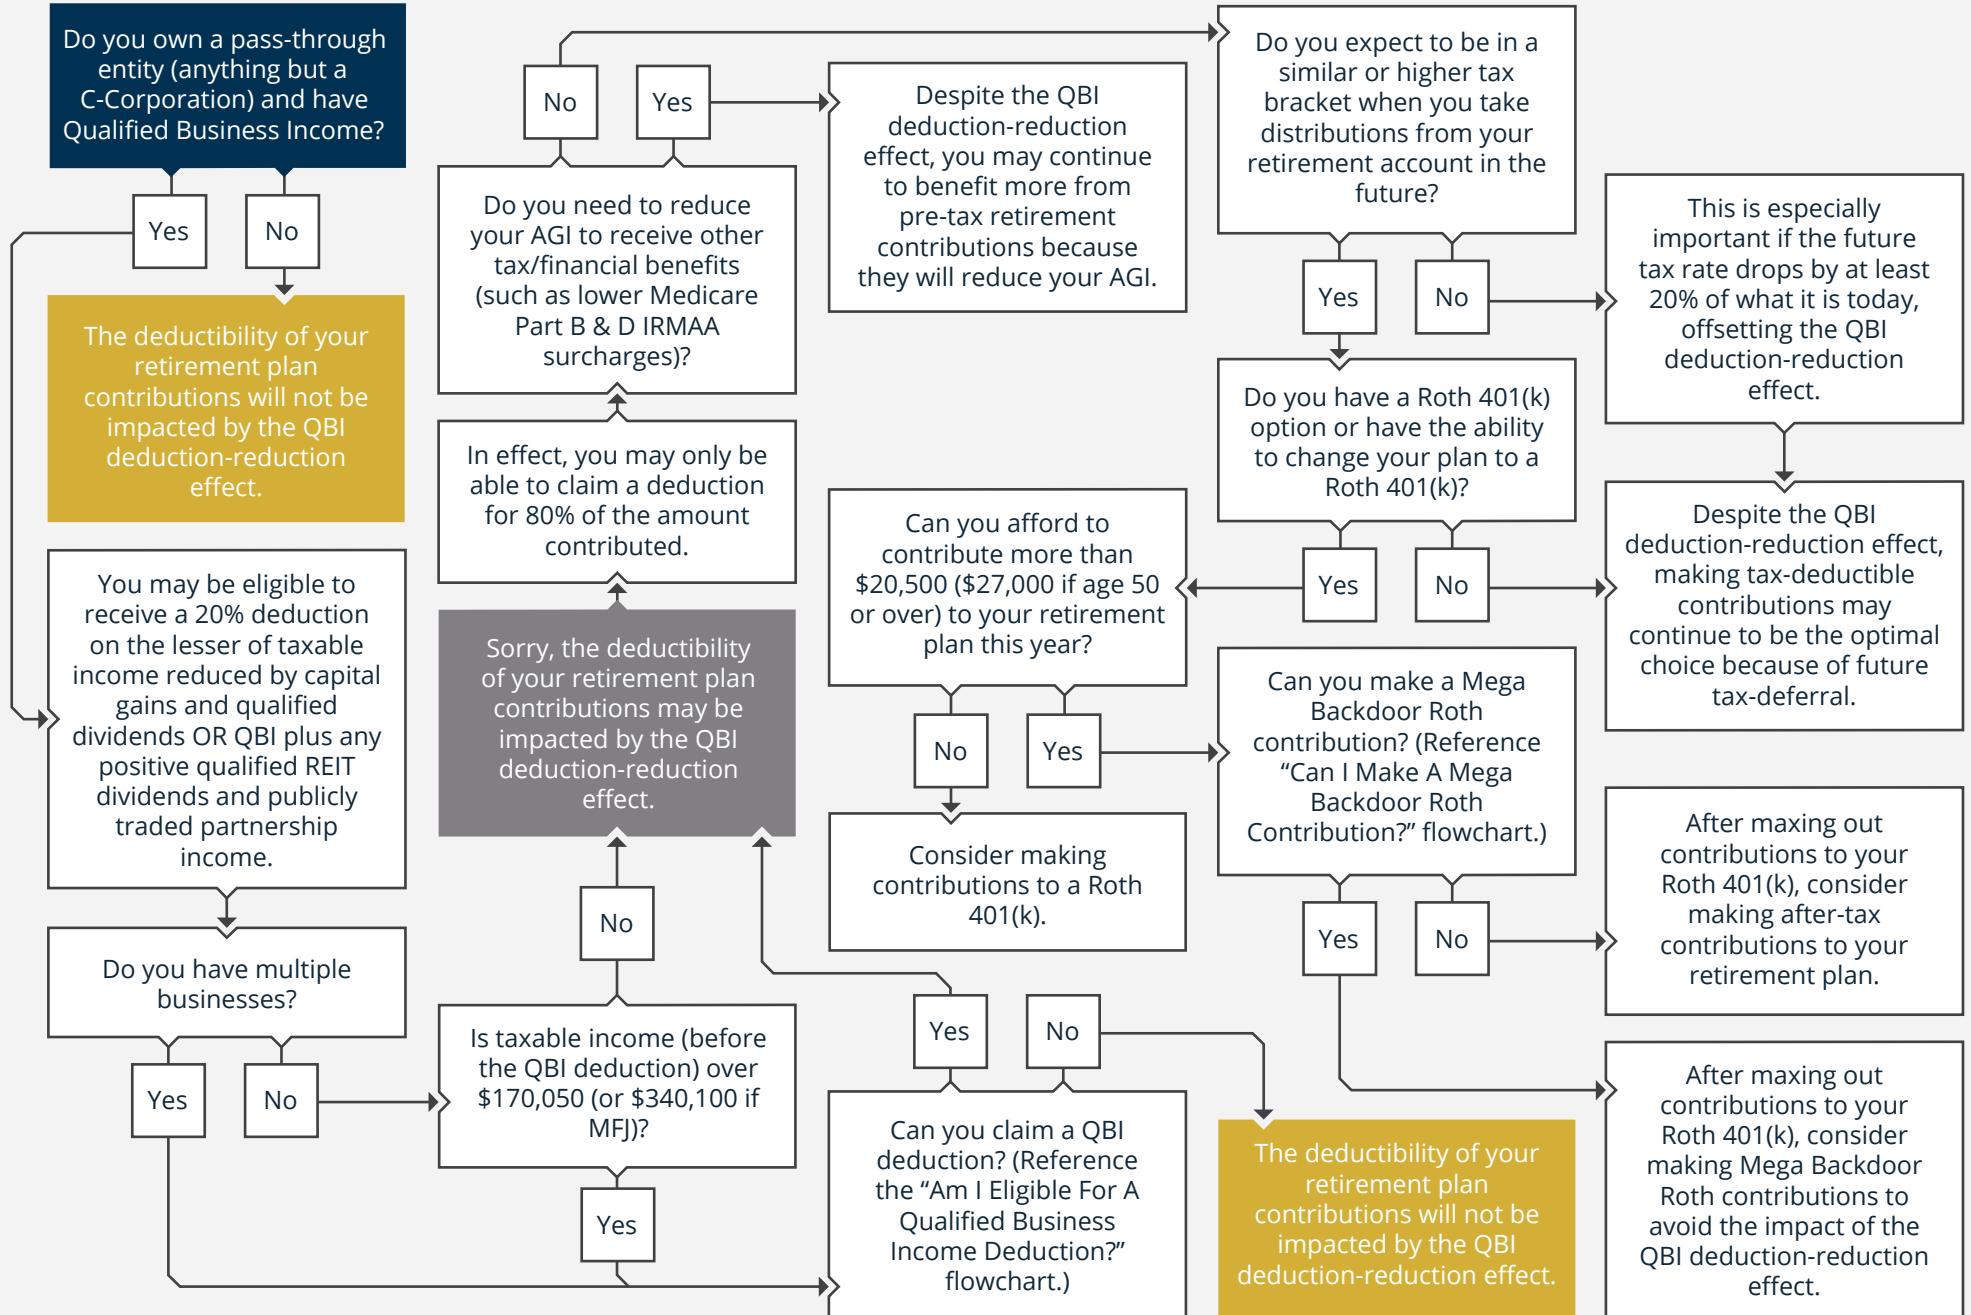 Do you own a pass-through
entity (anything but a
C-Corporation) and have
Qualified Business Income?
Yes
No
The deductibility of your
retirement plan
contributions will not be
impacted by the QBI
deduction-reduction
effect.
You may be eligible to
receive a 20% deduction
on the lesser of taxable
income reduced by capital
gains and qualified
dividends OR QBI plus any
positive qualified REIT
dividends and publicly
traded partnership
income.
Do you have multiple
businesses?
Yes
No
Is taxable income (before
the QBI deduction) over
$170,050 (or $340,100 if
MFJ)?
No
Yes
Sorry, the deductibility
of your retirement plan
contributions may be
impacted by the QBI
deduction-reduction
effect.
In effect, you may only be
able to claim a deduction
for 80% of the amount
contributed.
Do you need to reduce
your AGI to receive other
tax/financial benefits
(such as lower Medicare
Part B & D IRMAA
surcharges)?
No
Yes
Despite the QBI
deduction-reduction
effect, you may continue
to benefit more from
pre-tax retirement
contributions because
they will reduce your AGI.
Do you expect to be in a
similar or higher tax
bracket when you take
distributions from your
retirement account in the
future?
Yes
No
This is especially
important if the future
tax rate drops by at least
20% of what it is today,
offsetting the QBI
deduction-reduction
effect.
Do you have a Roth 401(k)
option or have the ability
to change your plan to a
Roth 401(k)?
Yes
No
Despite the QBI
deduction-reduction effect,
making tax-deductible
contributions may
continue to be the optimal
choice because of future
tax-deferral.
Can you afford to
contribute more than
$20,500 ($27,000 if age 50
or over) to your retirement
plan this year?
No
Yes
Consider making
contributions to a Roth
401(k).
Can you make a Mega
Backdoor Roth
contribution? (Reference
“Can I Make A Mega
Backdoor Roth
Contribution?” flowchart.)
Yes
No
After maxing out
contributions to your
Roth 401(k), consider
making after-tax
contributions to your
retirement plan.
After maxing out
contributions to your
Roth 401(k), consider
making Mega Backdoor
Roth contributions to
avoid the impact of the
QBI deduction-reduction
effect.
Yes
No
Can you claim a QBI
deduction? (Reference
the “Am I Eligible For A
Qualified Business
Income Deduction?”
flowchart.)
The deductibility of your
retirement plan
contributions will not be
impacted by the QBI
deduction-reduction effect.